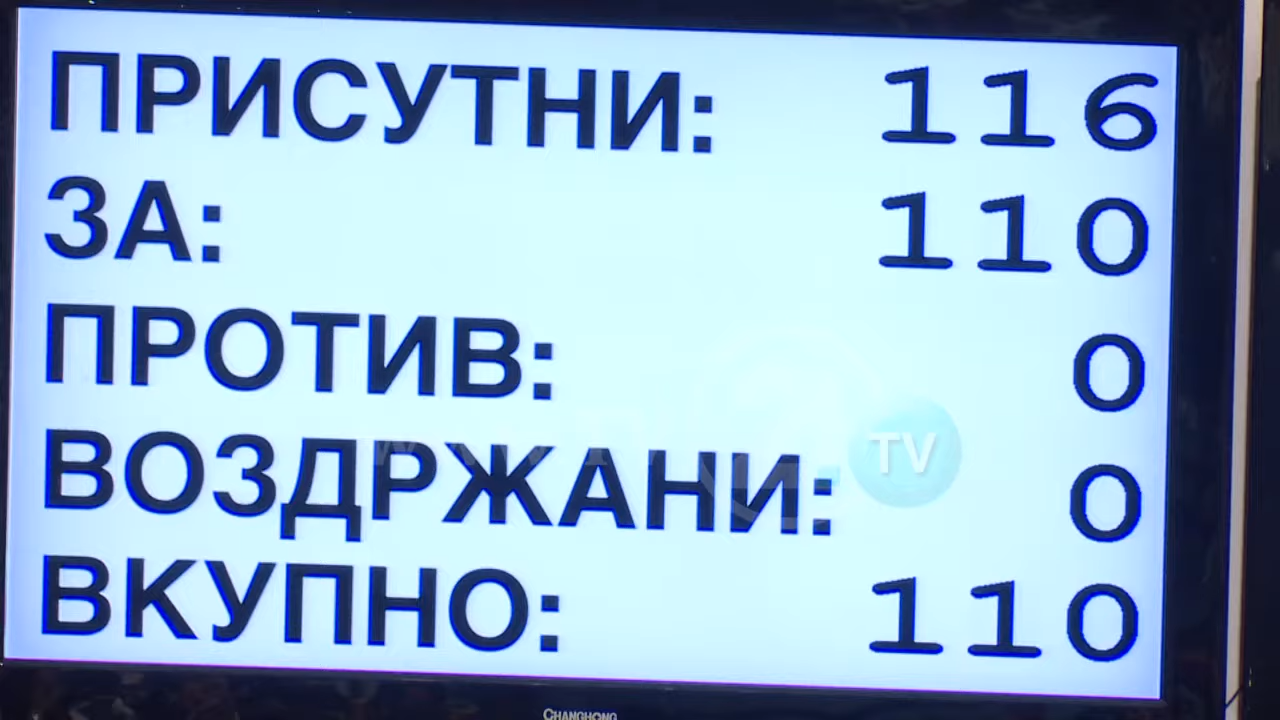 ПРИСУТНИ: 116
ЗА: 110
ПРОТИВ: 0
ВОЗДРЖАНИ: 0
TV
ВКУПНО: 110
CHANGHONG